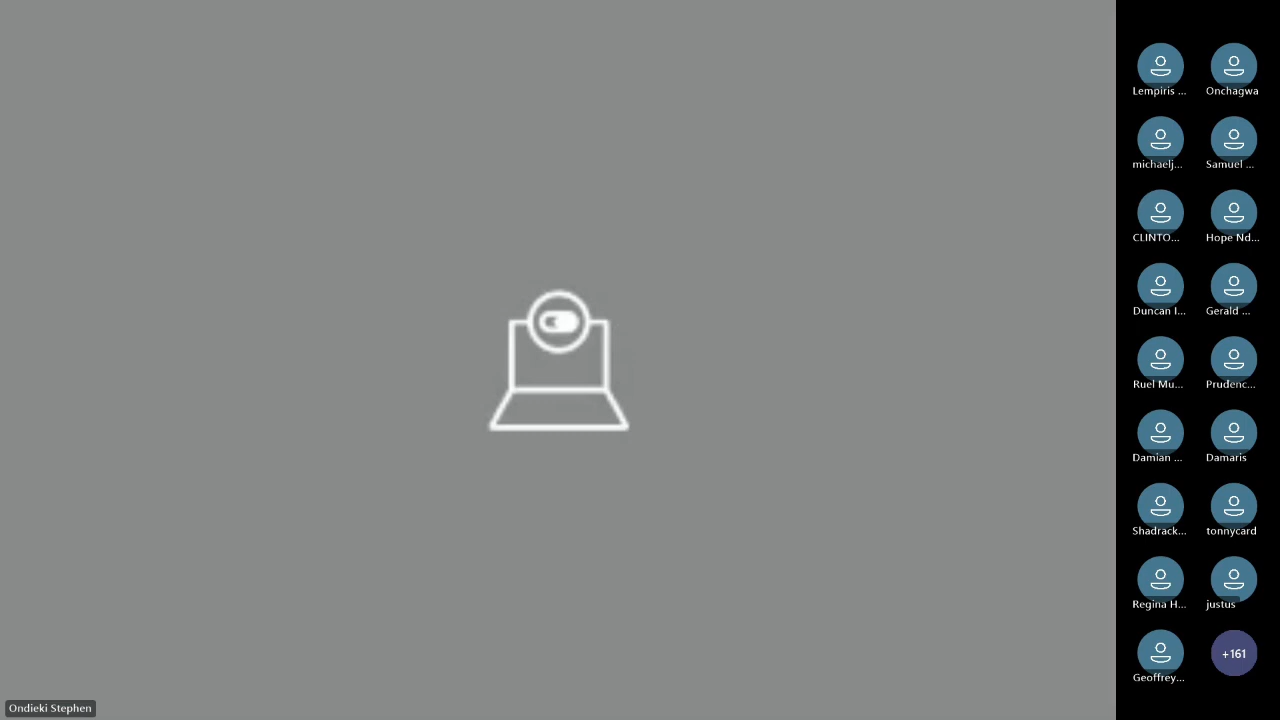 Lempiris ...
Onchagwa
michaelj...
Samuel ...
CLINTO...
Hope Nd...
Duncan I...
Gerald ...
Ruel Mu...
Prudenc...
Damian ...
Damaris
Shadrack...
tonnycard
Regina H...
justus
Geoffrey...
+161
Ondieki Stephen